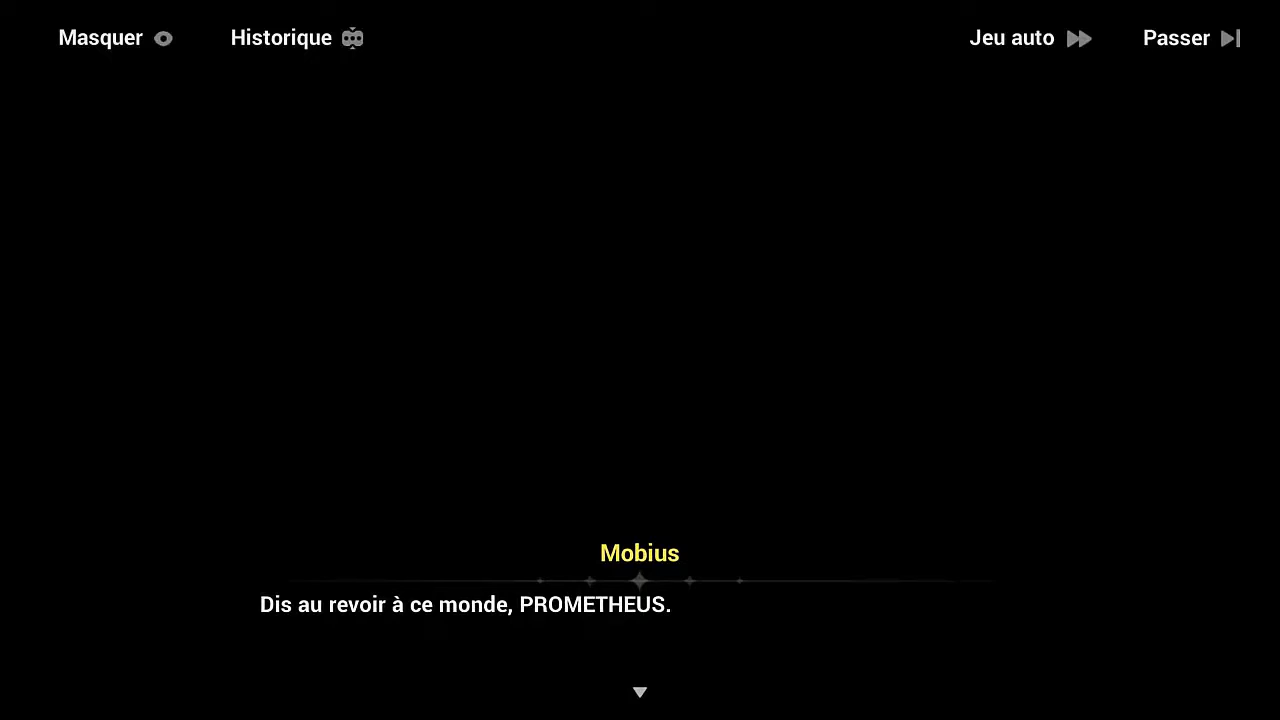 Masquer
Historique
Jeu auto
Passer
Mobius
Dis au revoir à ce monde, PROMETHEUS.